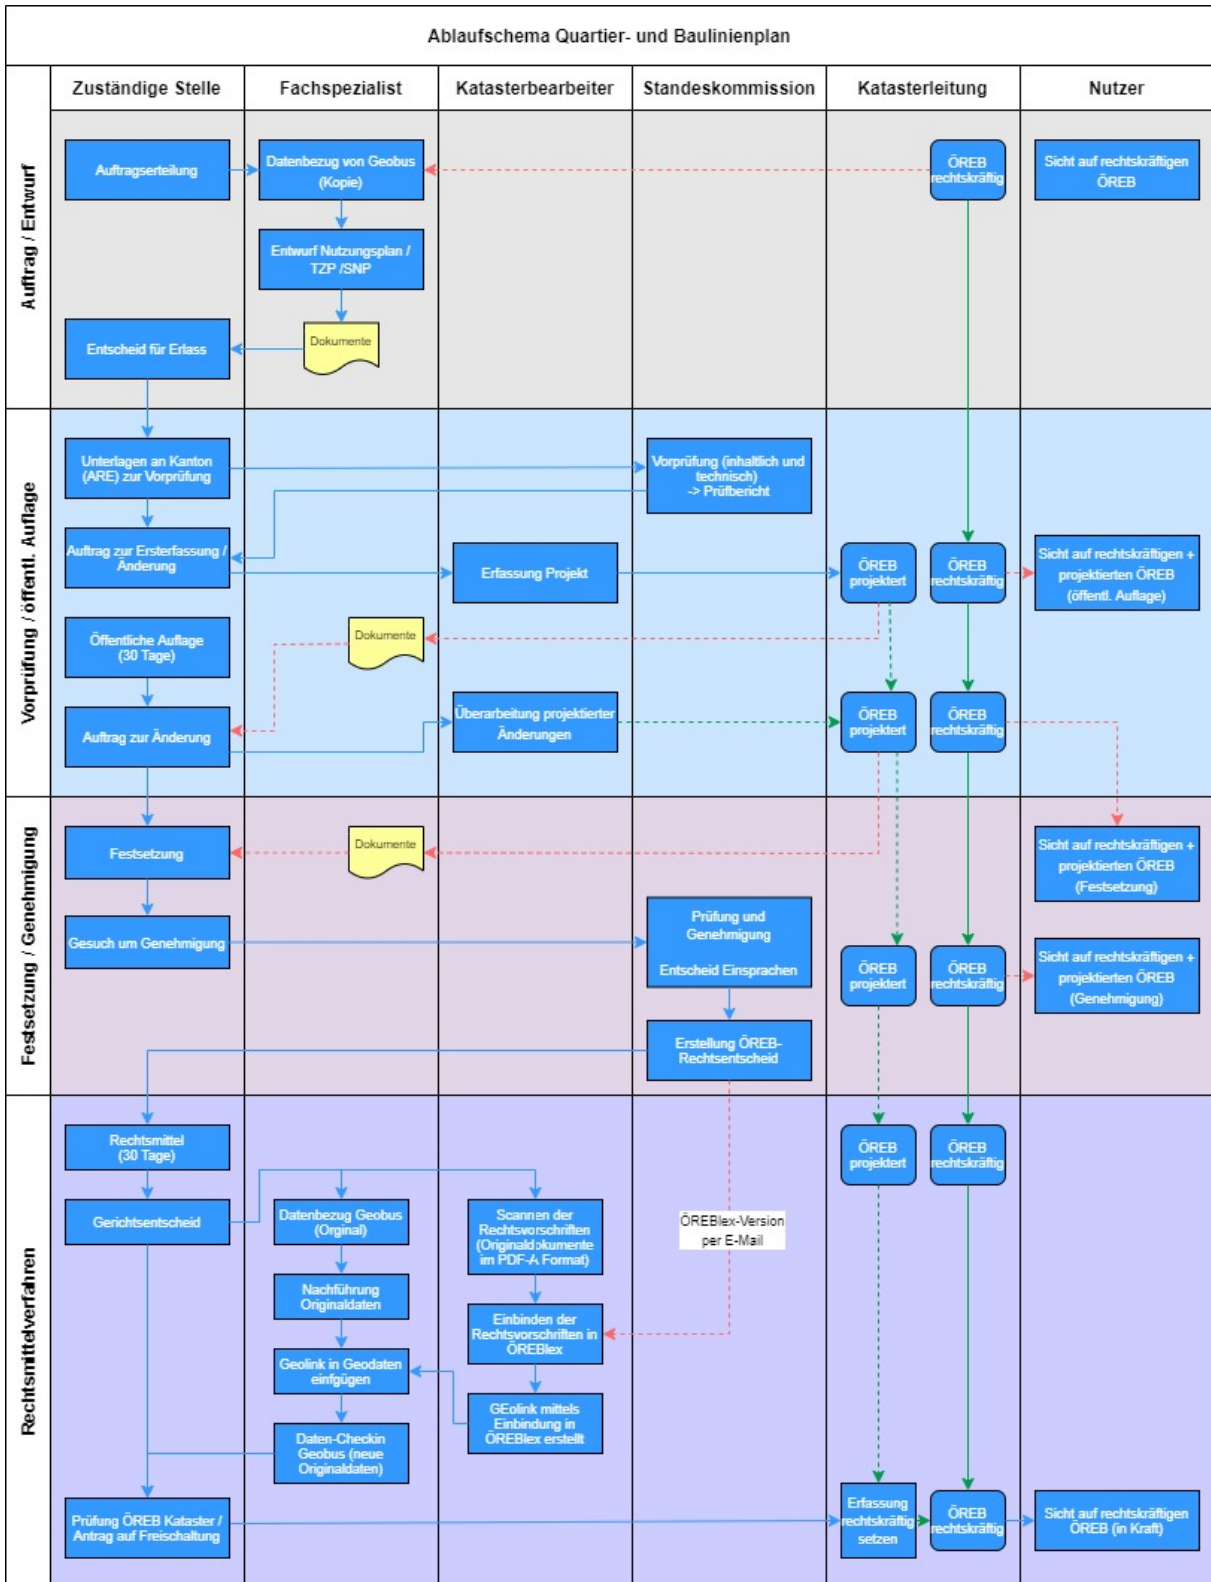 Ablaufschema Quartier- und Baulinienplan
Zuständige Stelle
Fachspezialist
Katasterbearbeiter
Standeskommission
Katasterleitung
Nutzer
Auftrag / Entwurf
Auftragserteilung
Datenbezug von Geobus
(Kopie)
ÖREB
rechtskräftig
Sicht auf rechtskräftigen
ÖREB
Entwurf Nutzungsplan /
TZP /SNP
Dokumente
Entscheid für Erlass
Vorprüfung / öffentl. Auflage
Unterlagen an Kanton
(ARE) zur Vorprüfung
Vorprüfung (inhaltlich und
technisch)
-> Prüfbericht
Auftrag zur Ersterfassung /
Änderung
Erfassung Projekt
ÖREB
projektert
ÖREB
rechtskräftig
Sicht auf rechtskräftigen +
projektierten ÖREB
(öffentl. Auflage)
Öffentliche Auflage
(30 Tage)
Dokumente
Auftrag zur Änderung
Überarbeitung projektierter
Änderungen
ÖREB
projektert
ÖREB
rechtskräftig
Festsetzung / Genehmigung
Festsetzung
Dokumente
Sicht auf rechtskräftigen +
projektierten ÖREB
(Festsetzung)
Gesuch um Genehmigung
Prüfung und
Genehmigung
Entscheid Einsprachen
ÖREB
projektert
ÖREB
rechtskräftig
Sicht auf rechtskräftigen +
projektierten ÖREB
(Genehmigung)
Erstellung ÖREB-
Rechtsentscheid
Rechtsmittelverfahren
Rechtsmittel
(30 Tage)
ÖREB
projektert
ÖREB
rechtskräftig
Gerichtsentscheid
Datenbezug Geobus
(Orginal)
Scannen der
Rechtsvorschriften
(Originaldokumente
im PDF-A Format)
ÖREBlex-Version
per E-Mail
Nachführung
Originaldaten
Einbinden der
Rechtsvorschriften in
ÖREBlex
Geolink in Geodaten
einfgügen
GEolink mittels
Einbindung in
ÖREBlex erstellt
Daten-Checkin
Geobus (neue
Originaldaten)
Prüfung ÖREB Kataster /
Antrag auf Freischaltung
Erfassung
rechtskräftig
setzen
ÖREB
rechtskräftig
Sicht auf rechtskräftigen
ÖREB (in Kraft)